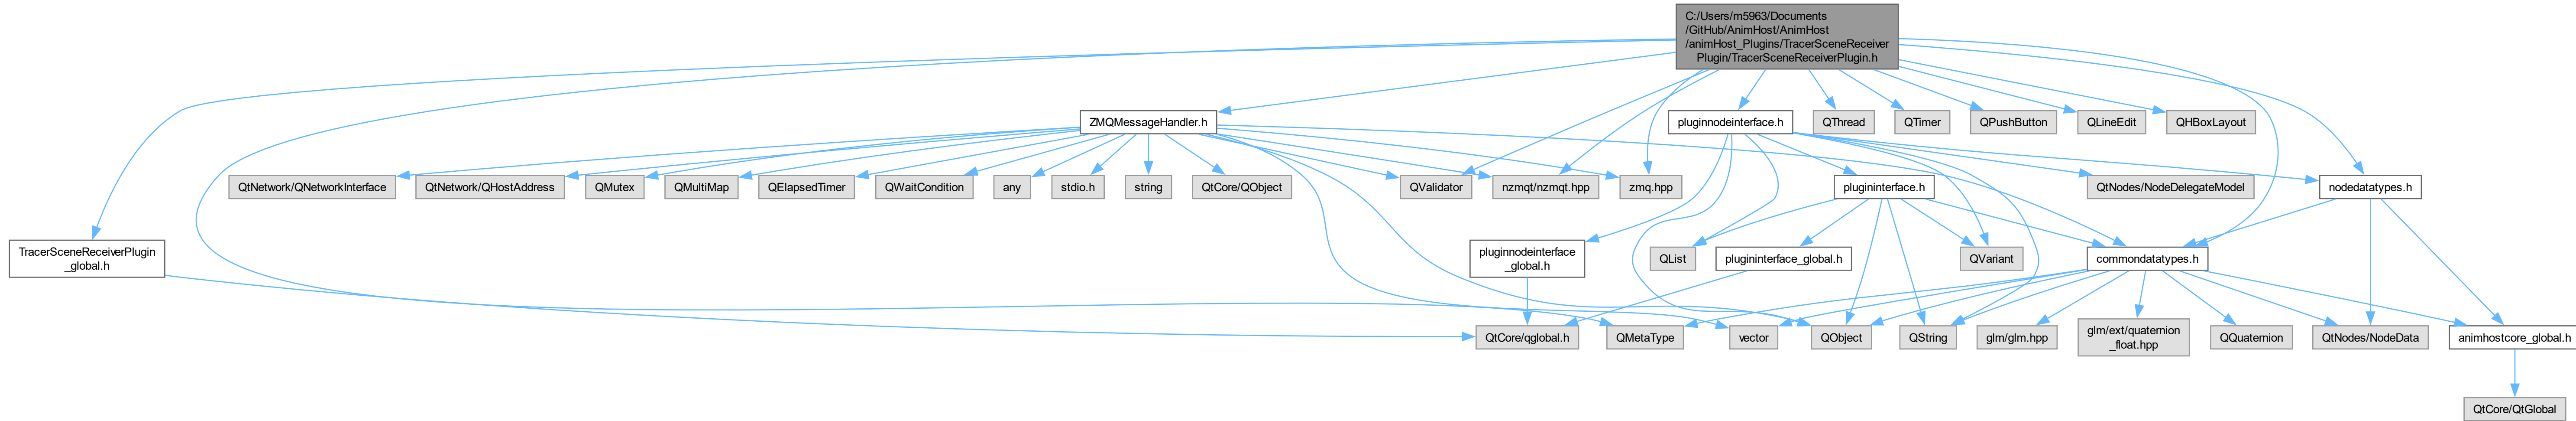 C:/Users/m5963/Documents
/GitHub/AnimHost/AnimHost
/animHost_Plugins/TracerSceneReceiver
Plugin/TracerSceneReceiverPlugin.h
ZMQMessageHandler.h
pluginnodeinterface.h
QThread
QTimer
QPushButton
QLineEdit
QHBoxLayout
QtNetwork/QNetworkInterface
QtNetwork/QHostAddress
QMutex
QMultiMap
QElapsedTimer
QWaitCondition
any
stdio.h
string
QtCore/QObject
QValidator
nzmqt/nzmqt.hpp
zmq.hpp
plugininterface.h
QtNodes/NodeDelegateModel
nodedatatypes.h
TracerSceneReceiverPlugin
_global.h
pluginnodeinterface
_global.h
QList
plugininterface_global.h
QVariant
commondatatypes.h
QtCore/qglobal.h
QMetaType
vector
QObject
QString
glm/glm.hpp
glm/ext/quaternion
_float.hpp
QQuaternion
QtNodes/NodeData
animhostcore_global.h
QtCore/QtGlobal